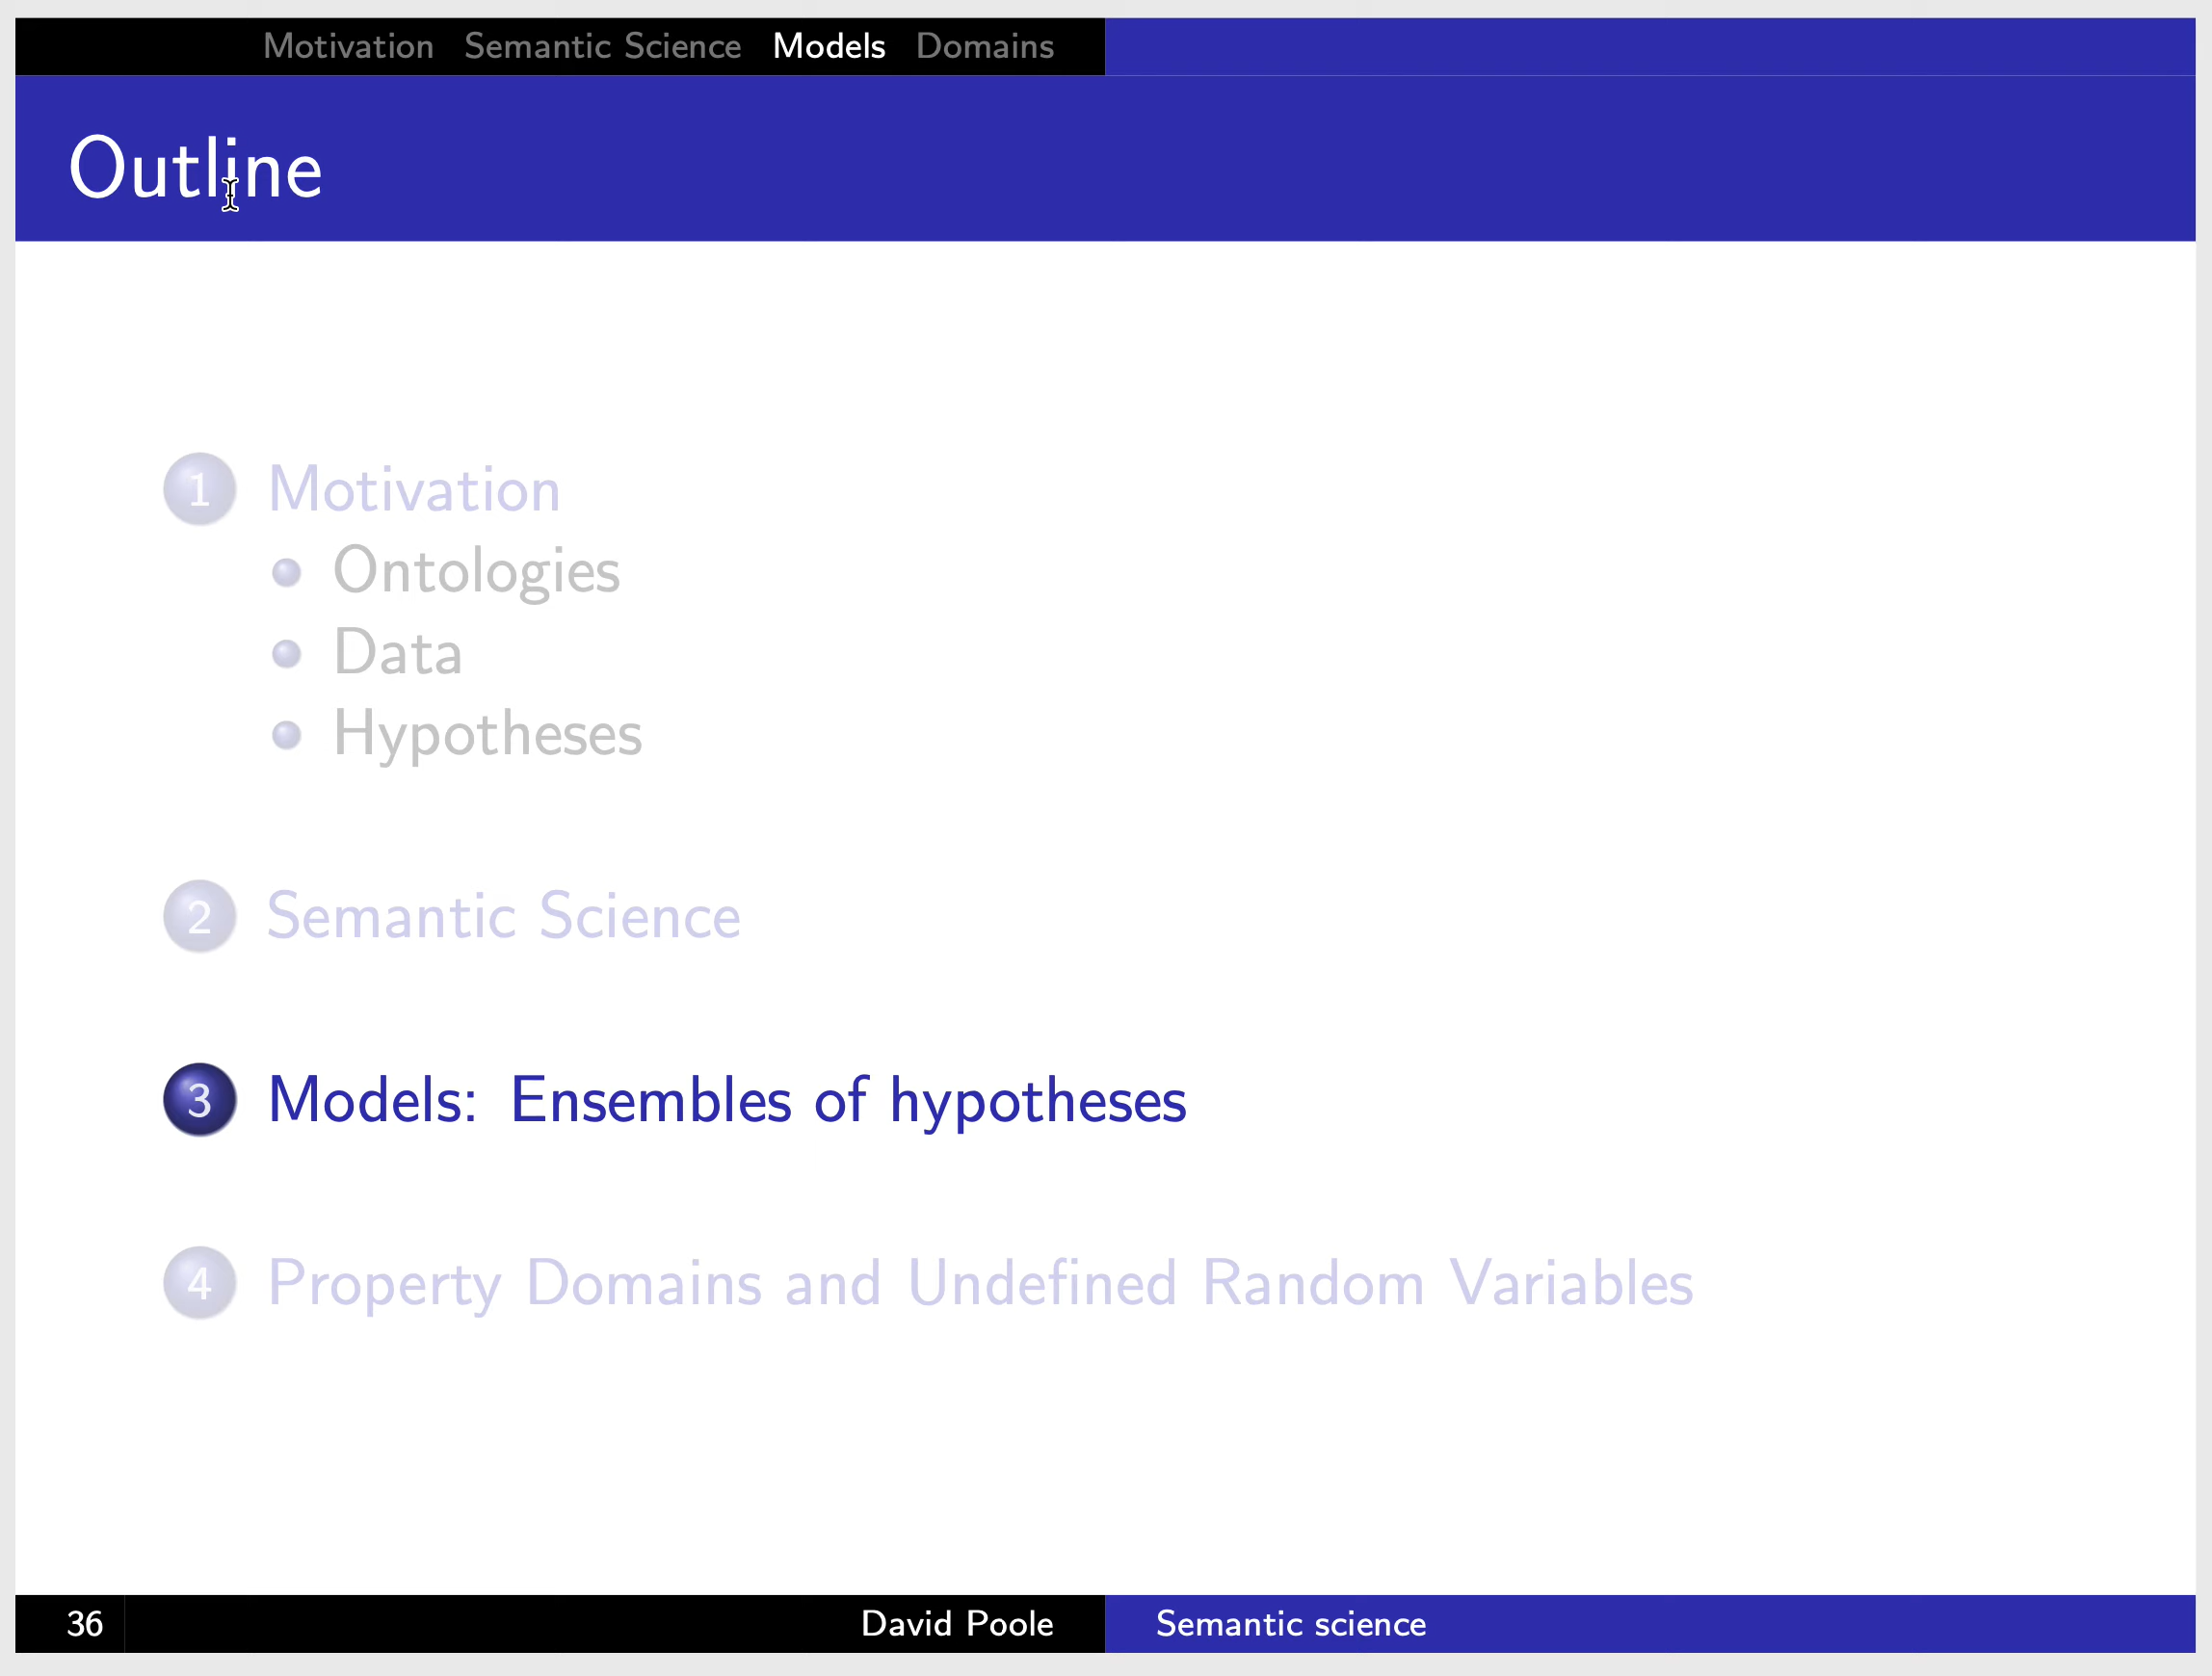 Motivation Semantic Science Models Domains
Outline
1 Motivation
Ontologies
Data
Hypotheses
2 Semantic Science
3 Models: Ensembles of hypotheses
4 Property Domains and Undefined Random Variables
36 David Poole Semantic science